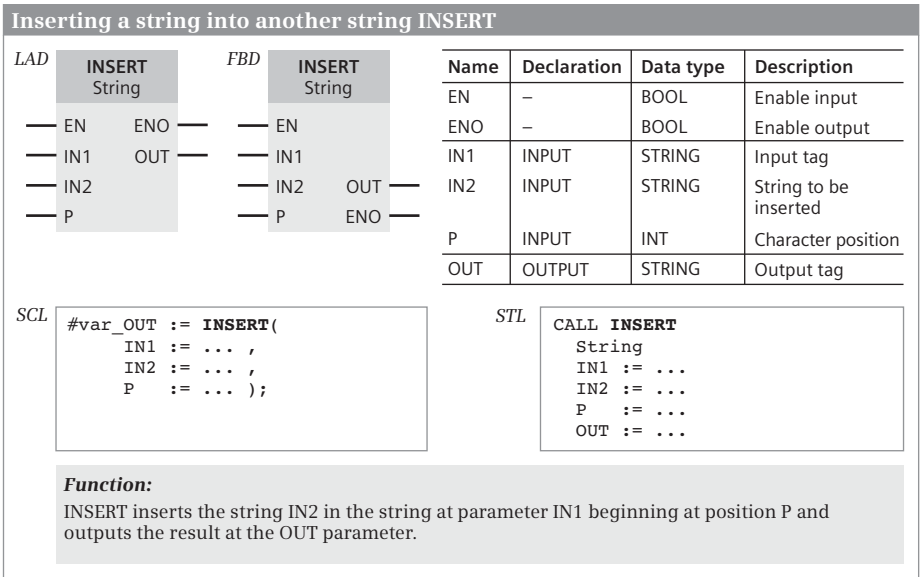 Inserting a string into another string INSERT
LAD
INSERT
String
EN ENO
IN1 OUT
IN2
P
FBD
INSERT
String
EN
IN1
IN2 OUT
P ENO
Name Declaration Data type Description
EN – BOOL Enable input
ENO – BOOL Enable output
IN1 INPUT STRING Input tag
IN2 INPUT STRING String to be
inserted
P INPUT INT Character position
OUT OUTPUT STRING Output tag
SCL
#var_OUT := INSERT(
IN1 := ... ,
IN2 := ... ,
P := ... );
STL
CALL INSERT
String
IN1 := ...
IN2 := ...
P := ...
OUT := ...
Function:
INSERT inserts the string IN2 in the string at parameter IN1 beginning at position P and
outputs the result at the OUT parameter.